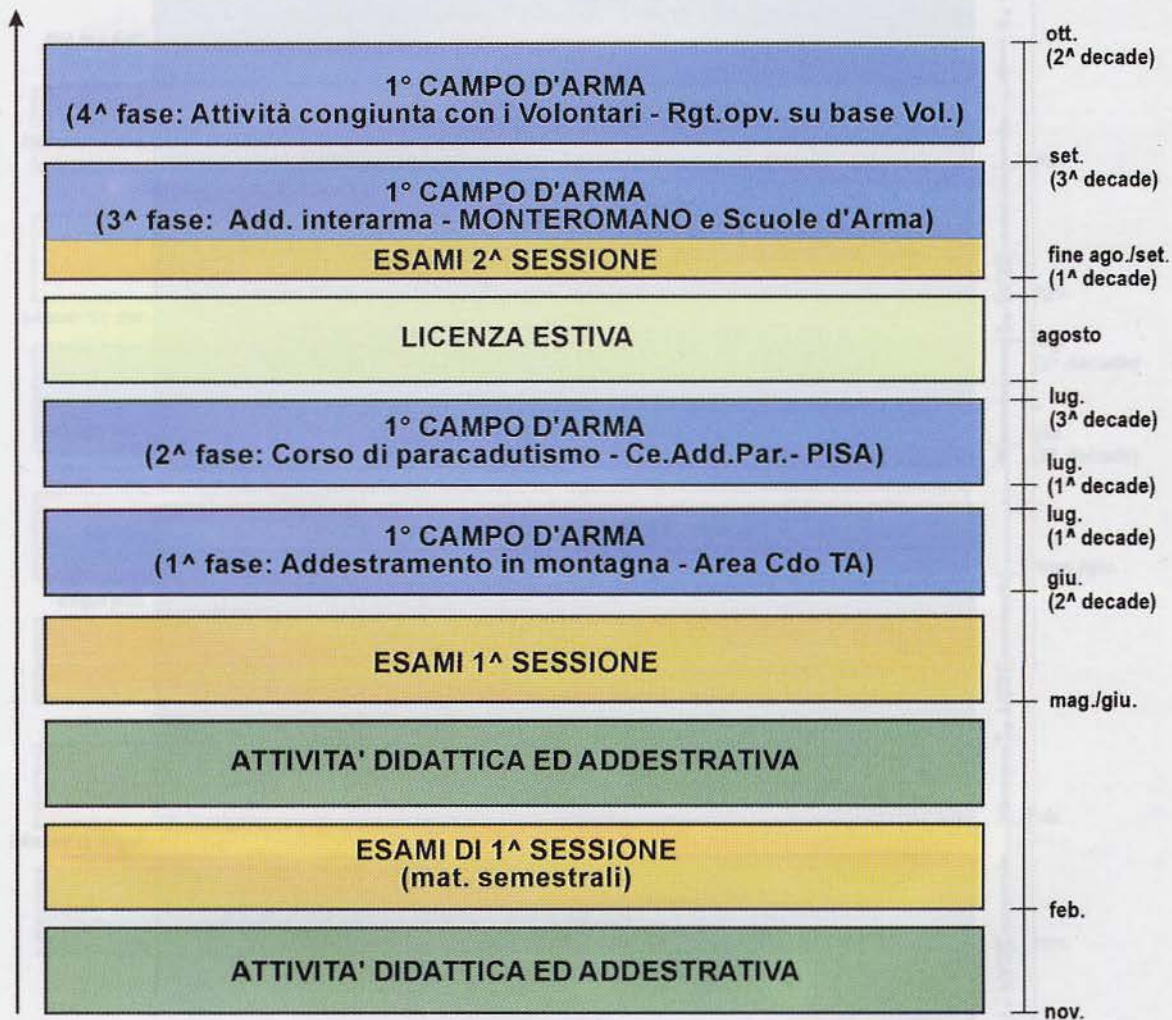 ott.
(2^ decade)
1° CAMPO D'ARMA
(4^ fase: Attività congiunta con i Volontari - Rgt.opv. su base Vol.)
set.
(3^ decade)
1° CAMPO D'ARMA
(3^ fase: Add. interarma - MONTEROMANO e Scuole d'Arma)
ESAMI 2^ SESSIONE
fine ago./set.
(1^ decade)
LICENZA ESTIVA
agosto
lug.
(3^ decade)
1° CAMPO D'ARMA
(2^ fase: Corso di paracadutismo - Ce.Add.Par.- PISA)
lug.
(1^ decade)
lug.
(1^ decade)
1° CAMPO D'ARMA
(1^ fase: Addestramento in montagna - Area Cdo TA)
giu.
(2^ decade)
ESAMI 1^ SESSIONE
mag./giu.
ATTIVITA' DIDATTICA ED ADDESTRATIVA
ESAMI DI 1^ SESSIONE
(mat. semestrali)
feb.
ATTIVITA' DIDATTICA ED ADDESTRATIVA
nov.